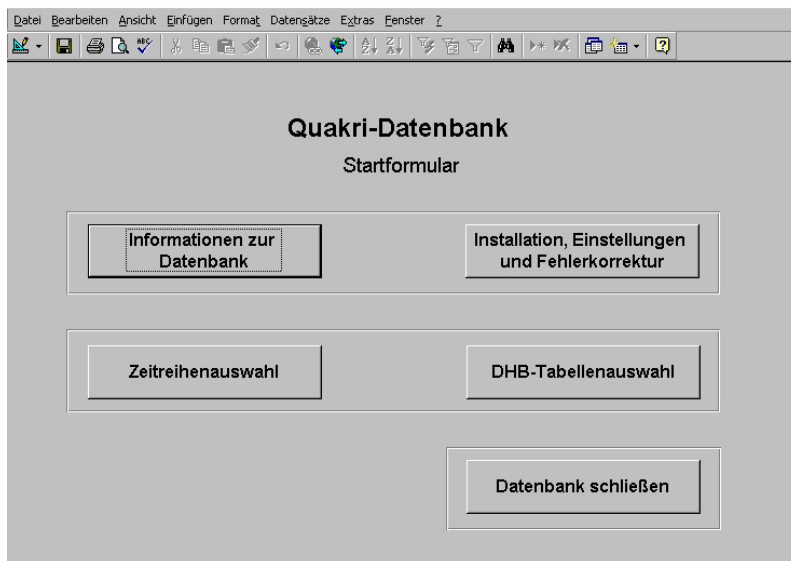 Datei Bearbeiten Ansicht Einfügen Format Datensätze Extras Fenster ?
ABC
Quakri-Datenbank
Startformular
Informationen zur
Datenbank
Installation, Einstellungen
und Fehlerkorrektur
Zeitreihenauswahl
DHB-Tabellenauswahl
Datenbank schließen